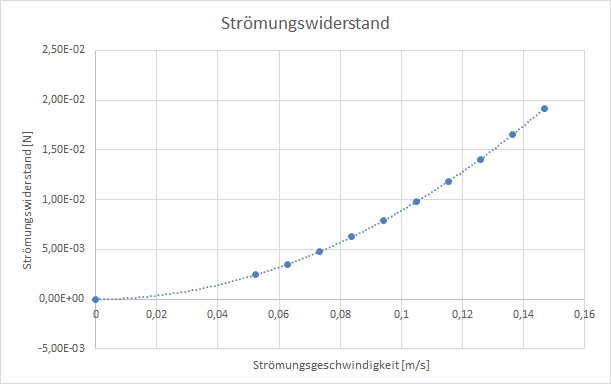 Strömungswiderstand
Strömungswiderstand [N]
2,50E-02
2,00E-02
1,50E-02
1,00E-02
5,00E-03
0,00E+00
-5,00E-03
0 0,02 0,04 0,06 0,08 0,1 0,12 0,14 0,16
Strömungsgeschwindigkeit [m/s]